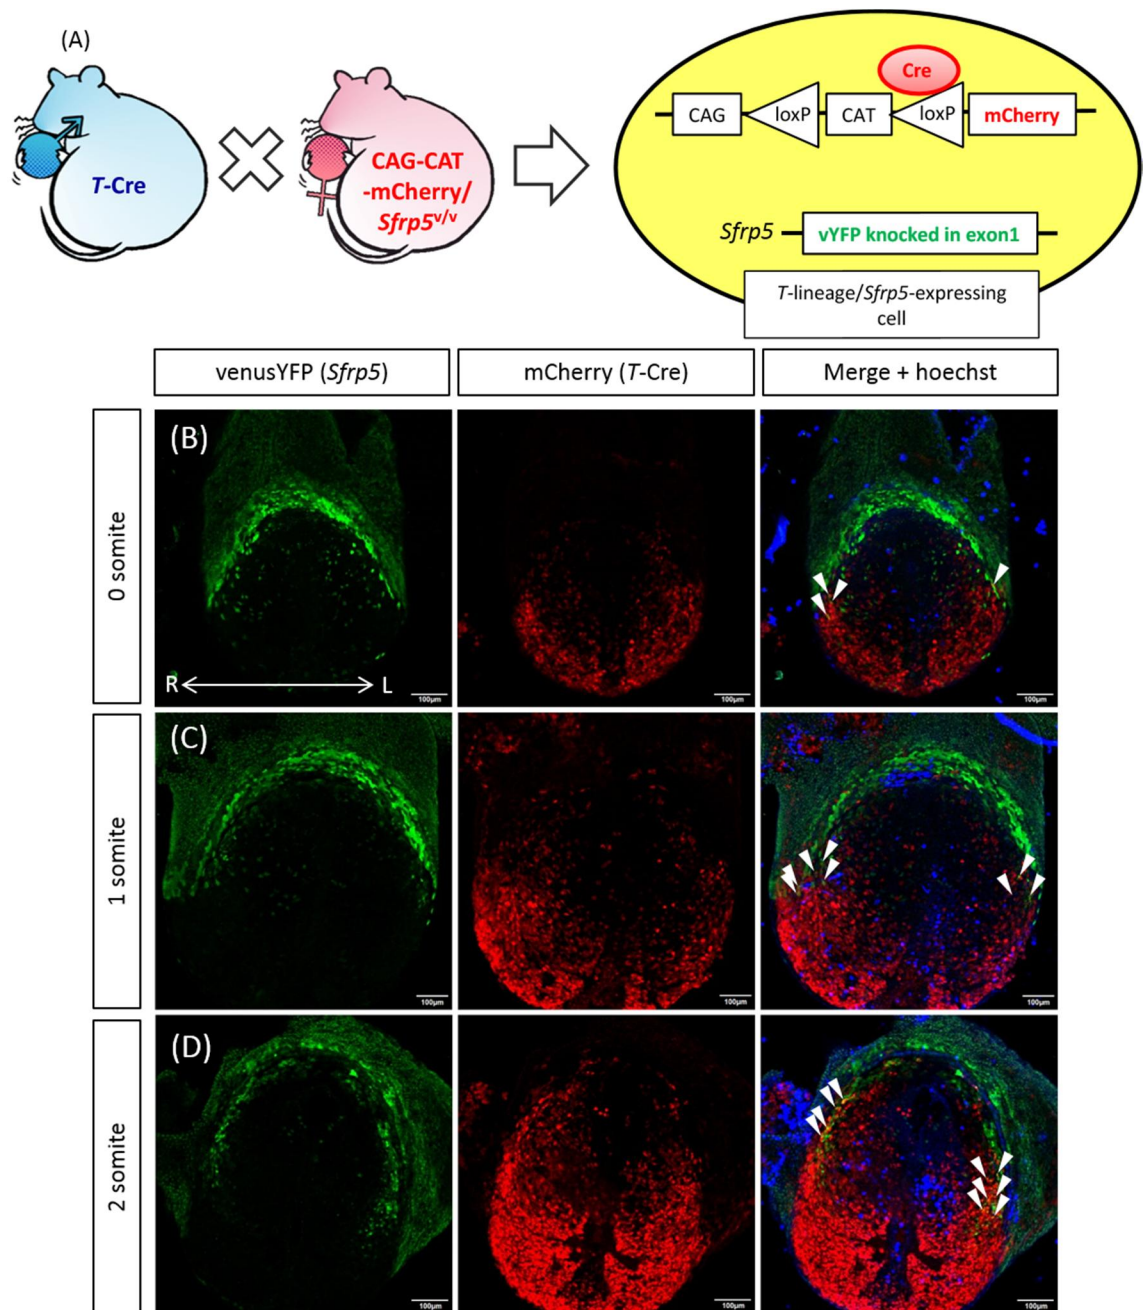 (A)
T-Cre
CAG-CAT
-mCherry/
Sfrp5v/v
Cre
CAG
loxP
CAT
loxP
mCherry
Sfrp5
vYFP knocked in exon1
T-lineage/Sfrp5-expressing
cell
venusYFP (Sfrp5)
mCherry (T-Cre)
Merge + hoechst
0 somite
(B)
R
L
100μm
100μm
100μm
1 somite
(C)
100μm
100μm
100μm
2 somite
(D)
100μm
100μm
100μm